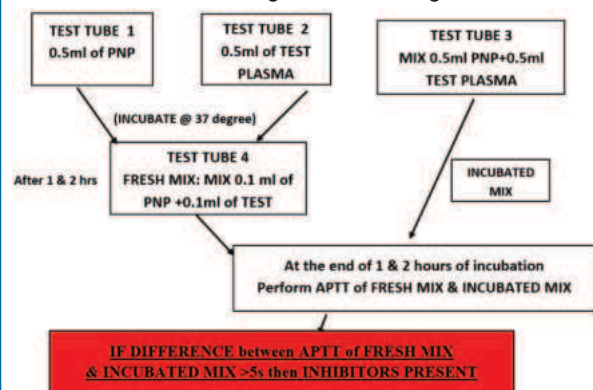 TEST TUBE 1
0.5ml of PNP
TEST TUBE 2
0.5ml of TEST
PLASMA
TEST TUBE 3
MIX 0.5ml PNP+0.5ml
TEST PLASMA
(INCUBATE @ 37 degree)
After 1 & 2 hrs
TEST TUBE 4
FRESH MIX: MIX 0.1 ml of
PNP +0.1ml of TEST
INCUBATED
MIX
At the end of 1 & 2 hours of incubation
Perform APTT of FRESH MIX & INCUBATED MIX
IF DIFFERENCE between APTT of FRESH MIX
& INCUBATED MIX >5s then INHIBITORS PRESENT